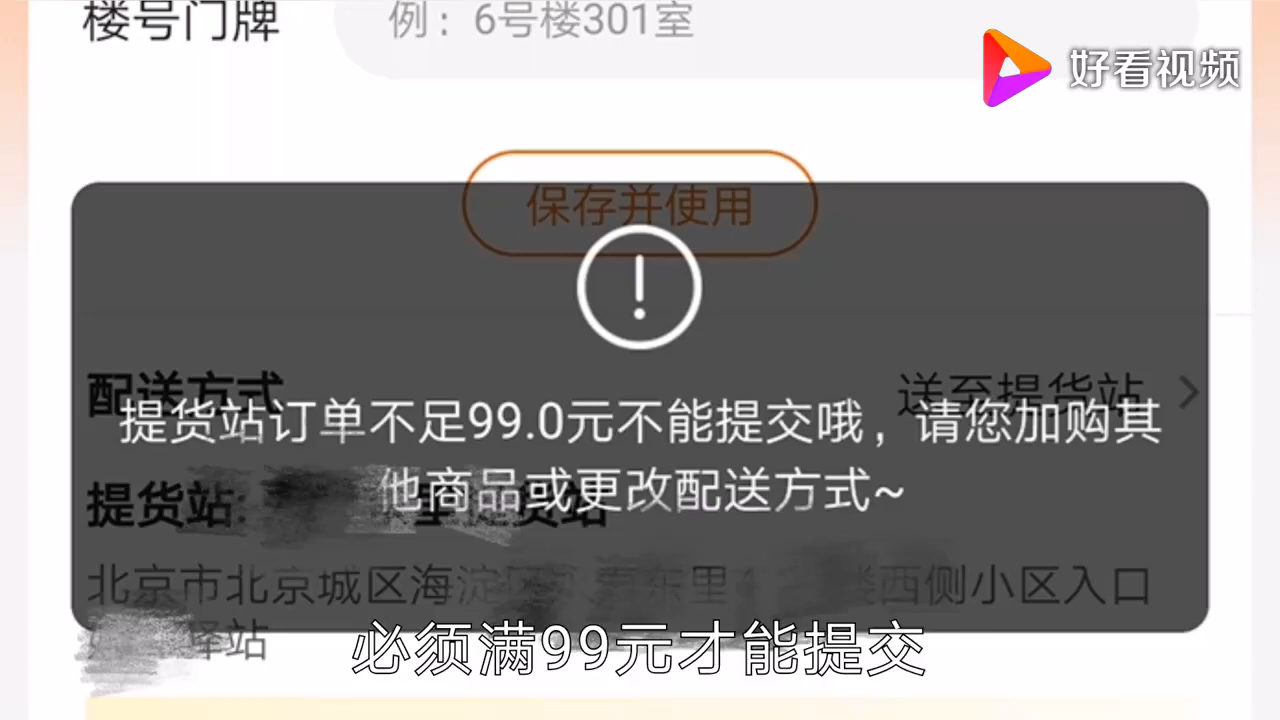 楼号门牌
例：6号楼301室
好看视频
保存并使用
配送方式
送至提货站
提货站订单不足99.0元不能提交哦，请您加购其
他商品或更改配送方式~
提货站:
里
货站
北京市北京城区海淀区
东里
楼西侧小区入口
驿站
必须满99元才能提交